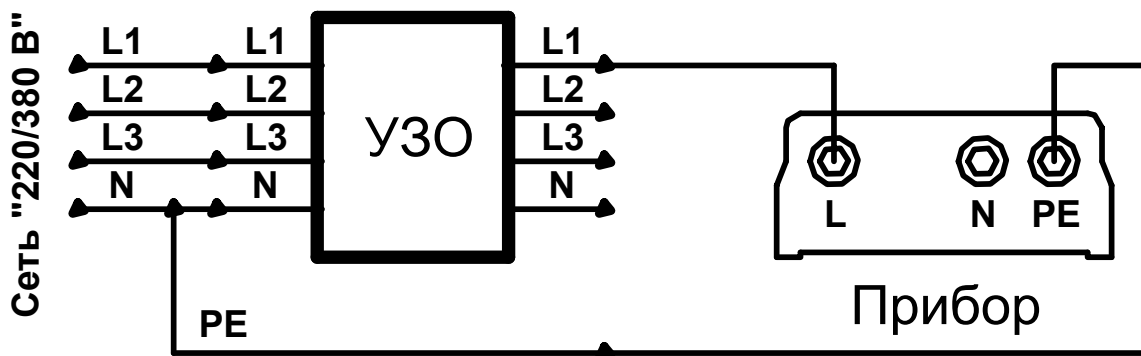 Сеть "220/380 В"
L1 L1 L1
L2 L2 L2
L3 L3 L3
N N N
УЗО
L N PE
Прибор
PE